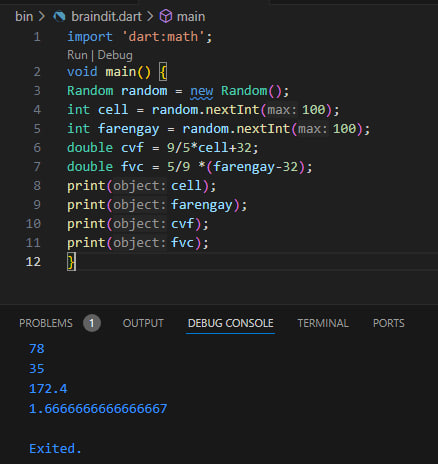 bin > braindit.dart > main
1 import 'dart:math';
Run | Debug
2 void main() {
3 Random random = new Random();
4 int cell = random.nextInt(max: 100);
5 int farengay = random.nextInt(max: 100);
6 double cvf = 9/5*cell+32;
7 double fvc = 5/9 *(farengay-32);
8 print(object: cell);
9 print(object: farengay);
10 print(object: cvf);
11 print(object: fvc);
12 }
PROBLEMS 1 OUTPUT DEBUG CONSOLE TERMINAL PORTS
78
35
172.4
1.6666666666666667
Exited.